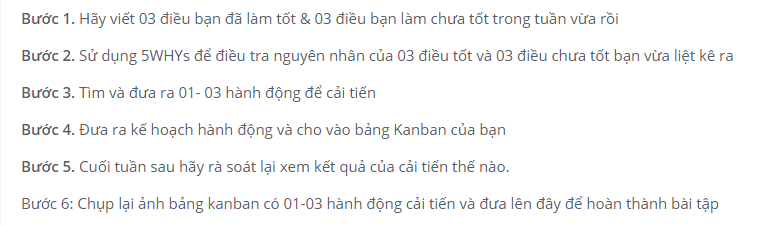 Bước 1. Hãy viết 03 điều bạn đã làm tốt & 03 điều bạn làm chưa tốt trong tuần vừa rồi
Bước 2. Sử dụng 5WHYs để điều tra nguyên nhân của 03 điều tốt và 03 điều chưa tốt bạn vừa liệt kê ra
Bước 3. Tìm và đưa ra 01- 03 hành động để cải tiến
Bước 4. Đưa ra kế hoạch hành động và cho vào bảng Kanban của bạn
Bước 5. Cuối tuần sau hãy rà soát lại xem kết quả của cải tiến thế nào.
Bước 6: Chụp lại ảnh bảng kanban có 01-03 hành động cải tiến và đưa lên đây để hoàn thành bài tập